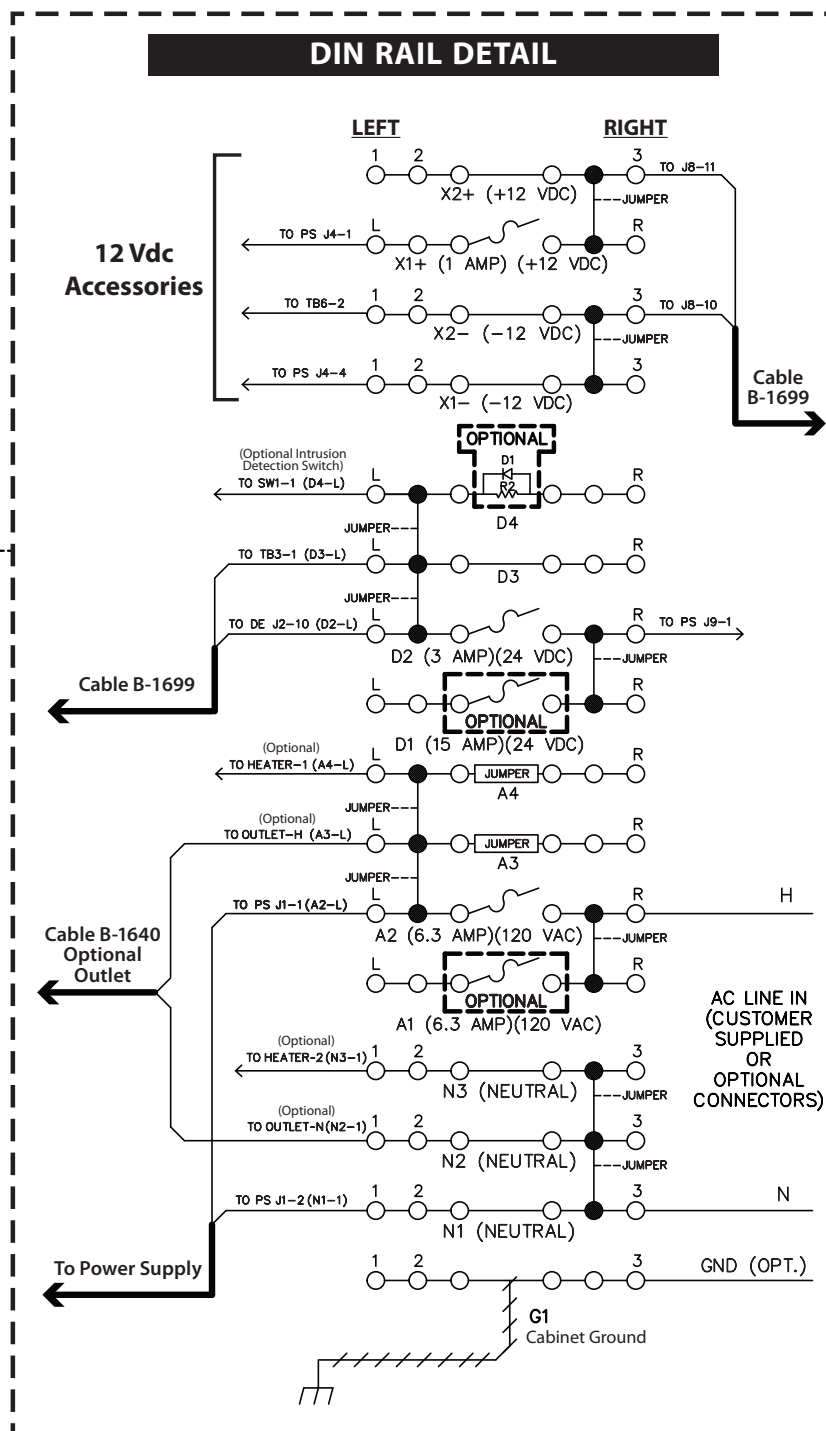 DIN RAIL DETAIL
LEFT
RIGHT
1 2 3 TO J8-11
X2+ (+12 VDC)
JUMPER
12 Vdc
Accessories
TO PS J4-1 L R
X1+ (1 AMP) (+12 VDC)
TO TB6-2 1 2 3 TO J8-10
X2- (-12 VDC)
JUMPER
TO PS J4-4 1 2 3
X1- (-12 VDC)
Cable
B-1699
OPTIONAL
(Optional Intrusion
Detection Switch)
TO SW1-1 (D4-L) L D1 R2 R
D4
JUMPER
TO TB3-1 (D3-L) L R
D3
JUMPER
TO DE J2-10 (D2-L) L R TO PS J9-1
D2 (3 AMP)(24 VDC)
JUMPER
Cable B-1699
L R
OPTIONAL
D1 (15 AMP)(24 VDC)
(Optional)
TO HEATER-1 (A4-L) L JUMPER R
A4
JUMPER
(Optional)
TO OUTLET-H (A3-L) L JUMPER R
A3
JUMPER
TO PS J1-1 (A2-L) L R H
A2 (6.3 AMP)(120 VAC)
JUMPER
Cable B-1640
Optional
Outlet
L R
OPTIONAL
A1 (6.3 AMP)(120 VAC)
AC LINE IN
(CUSTOMER
SUPPLIED
OR
OPTIONAL
CONNECTORS)
(Optional)
TO HEATER-2 (N3-1) 1 2 3
N3 (NEUTRAL)
JUMPER
(Optional)
TO OUTLET-N (N2-1) 1 2 3
N2 (NEUTRAL)
JUMPER
TO PS J1-2 (N1-1) 1 2 3 N
N1 (NEUTRAL)
To Power Supply
1 2 3 GND (OPT.)
G1
Cabinet Ground